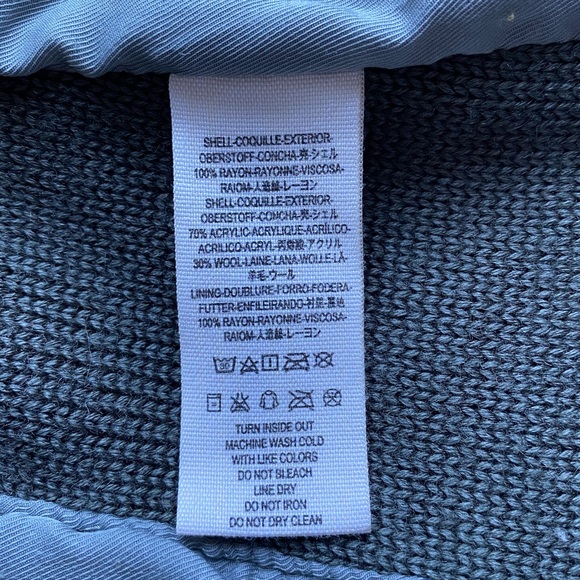 SHELL-COQUILLE-EXTERIOR-
OBERSTOFF-CONCHA-壳-シェル
100% RAYON-RAYONNE-VISCOSA-
RAIOM-人造絲-レーヨン
SHELL-COQUILLE-EXTERIOR-
OBERSTOFF-CONCHA-壳-シェル
70% ACRYLIC-ACRYLIQUE-ACRÍLICO-
ACRILICO-ACRYL-丙烯酸-アクリル
30% WOOL-LAINE-LANA-WOLLE-LÃ-
羊毛-ウール
LINING-DOUBLURE-FORRO-FODERA-
FUTTER-ENFILEIRANDO-衬里-裏地
100% RAYON-RAYONNE-VISCOSA-
RAIOM-人造絲-レーヨン
30
TURN INSIDE OUT
MACHINE WASH COLD
WITH LIKE COLORS
DO NOT BLEACH
LINE DRY
DO NOT IRON
DO NOT DRY CLEAN